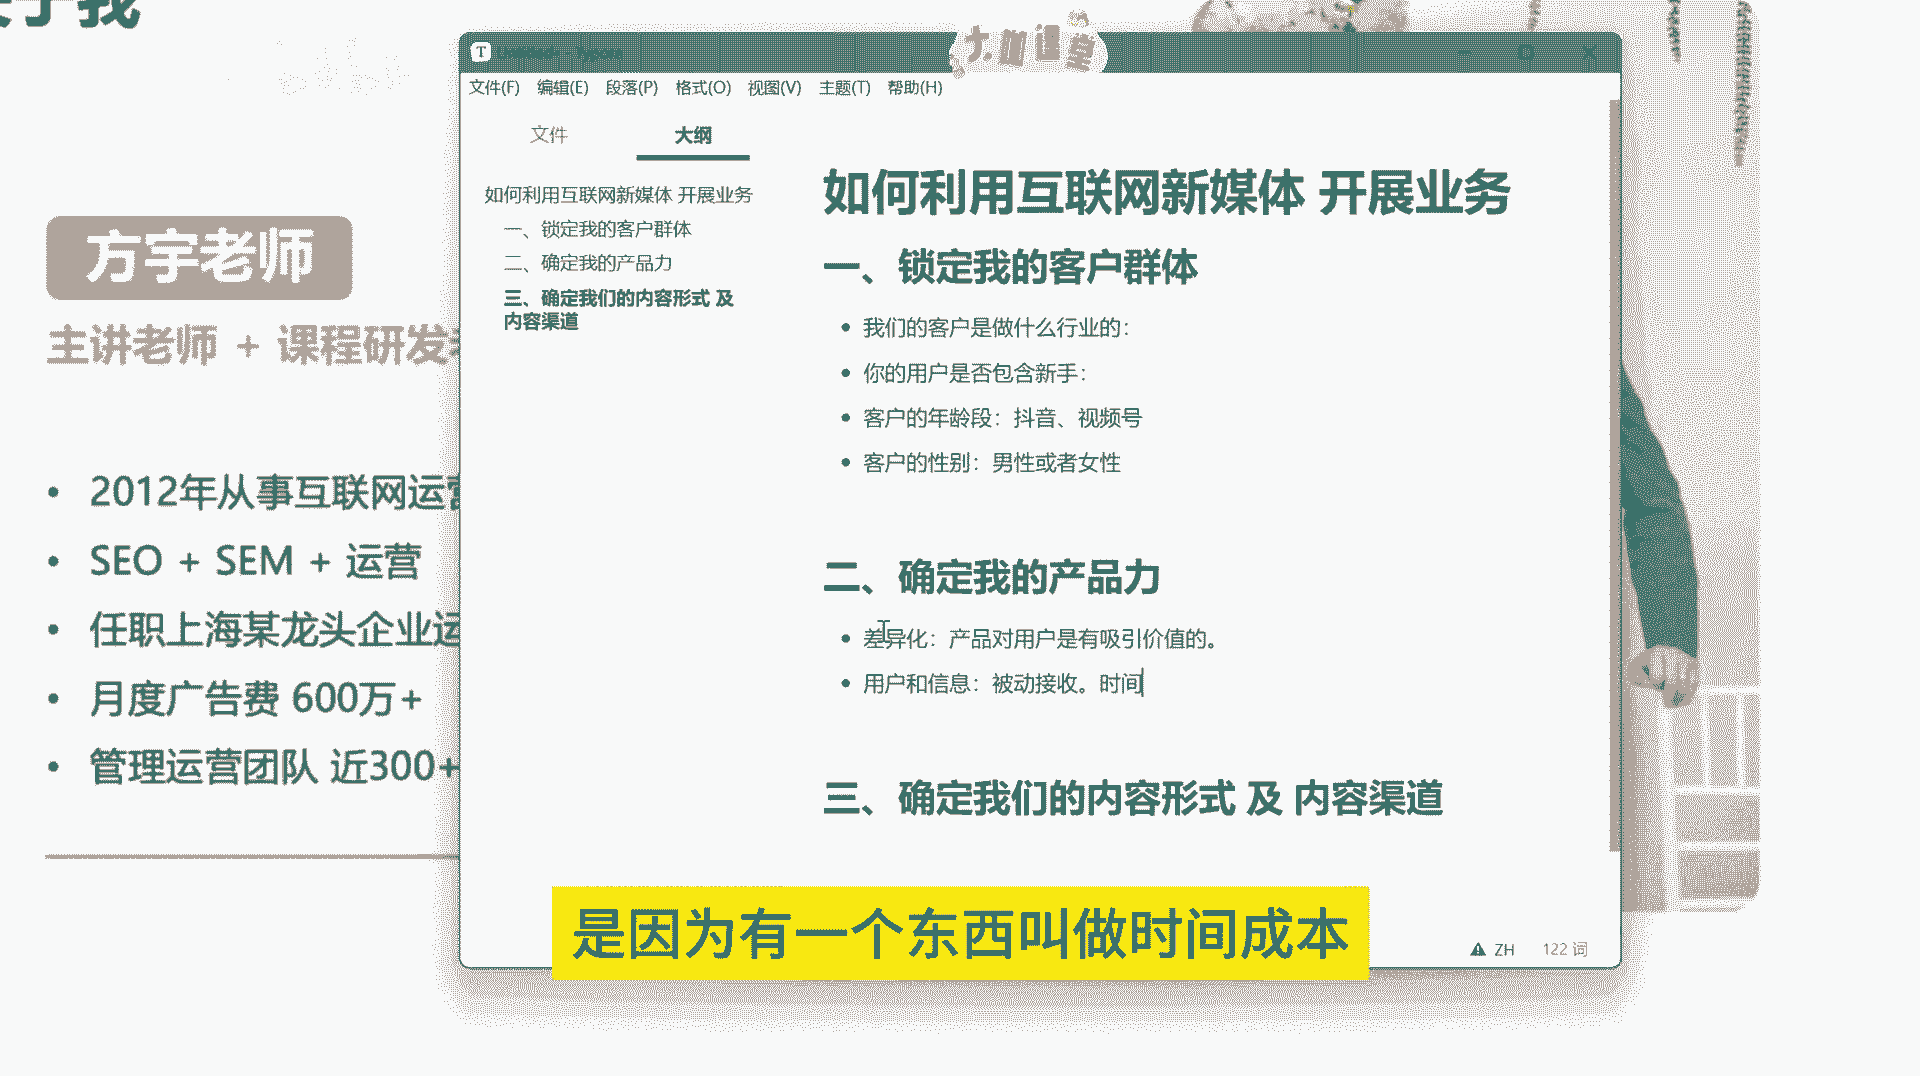 于我
方宇老师
主讲老师 + 课程研发
2012年从事互联网运营
SEO + SEM + 运营
任职上海某龙头企业运
月度广告费 600万+
管理运营团队 近300+
大圳课堂
文件(F) 编辑(E) 段落(P) 格式(O) 视图(V) 主题(T) 帮助(H)
文件 大纲
如何利用互联网新媒体 开展业务
一、锁定我的客户群体
二、确定我的产品力
三、确定我们的内容形式 及
内容渠道
如何利用互联网新媒体 开展业务
一、锁定我的客户群体
我们的客户是做什么行业的：
你的用户是否包含新手：
客户的年龄段：抖音、视频号
客户的性别：男性或者女性
二、确定我的产品力
差异化：产品对用户是有吸引价值的。
用户和信息：被动接收。时间
三、确定我们的内容形式 及 内容渠道
ZH 122 词
是因为有一个东西叫做时间成本